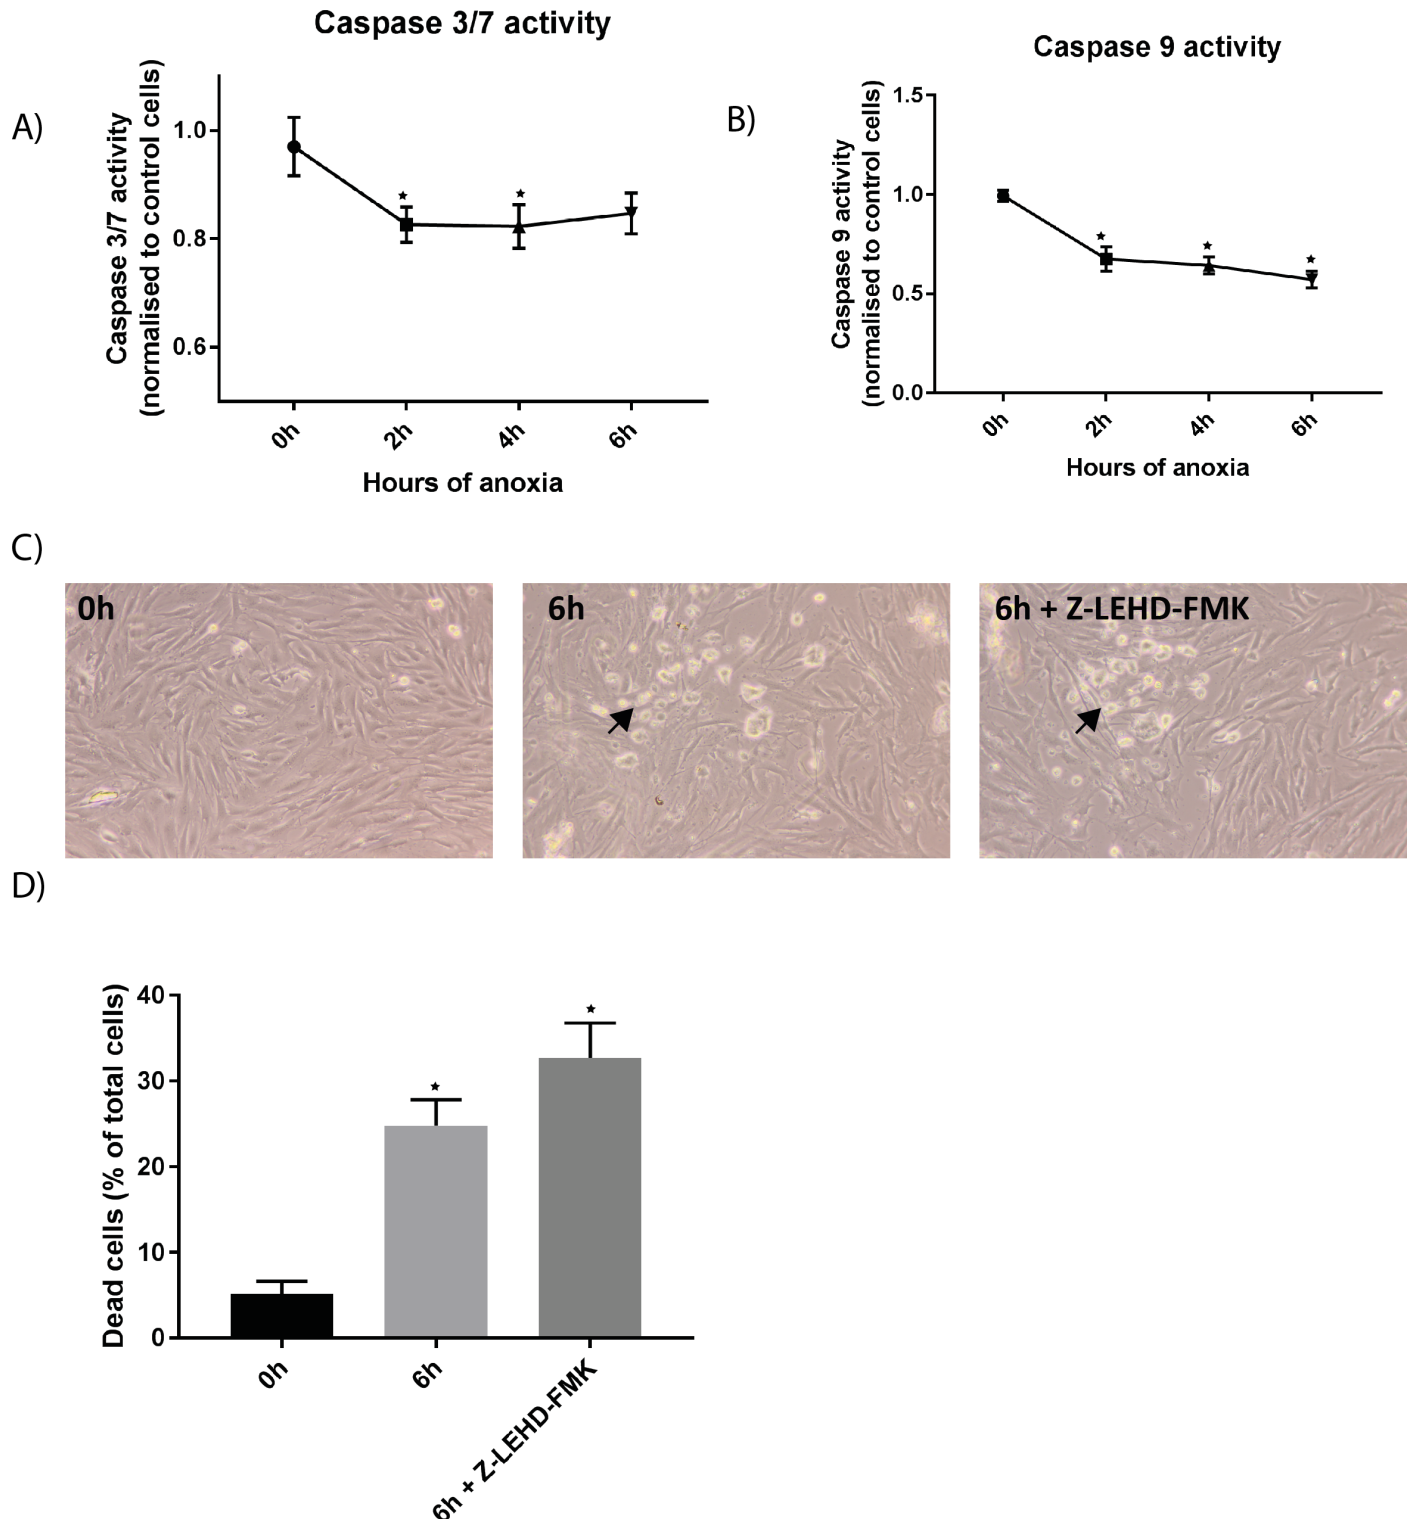 Caspase 3/7 activity
A)
Caspase 3/7 activity
(normalised to control cells)
1.0
0.8
0.6
0h
2h
4h
6h
Hours of anoxia
Caspase 9 activity
B)
Caspase 9 activity
(normalised to control cells)
1.5
1.0
0.5
0.0
0h
2h
4h
6h
Hours of anoxia
C)
0h
6h
6h + Z-LEHD-FMK
D)
Dead cells (% of total cells)
40
30
20
10
0
0h
6h
6h + Z-LEHD-FMK